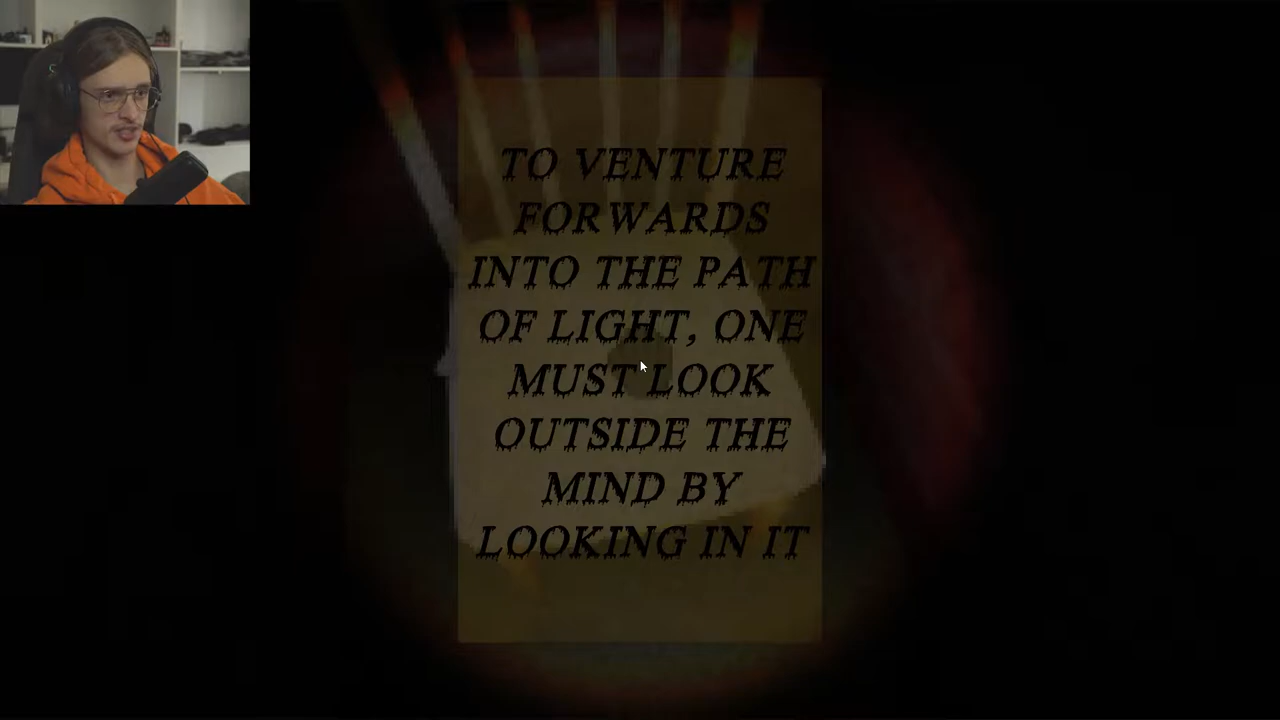 TO VENTURE
FORWARDS
INTO THE PATH
OF LIGHT, ONE
MUST LOOK
OUTSIDE THE
MIND BY
LOOKING IN IT